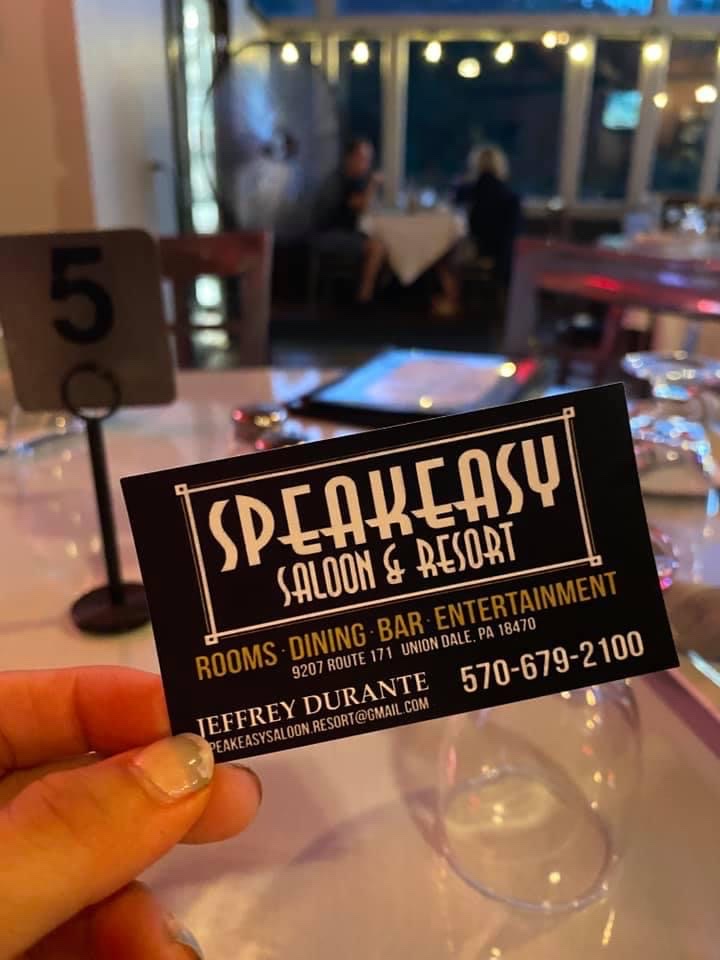 5
SPEAKEASY
SALOON & RESORT
ROOMS · DINING · BAR · ENTERTAINMENT
9207 ROUTE 171 UNION DALE, PA 18470
JEFFREY DURANTE 570-679-2100
PEAKEASYSALOON.RESORT@GMAIL.COM